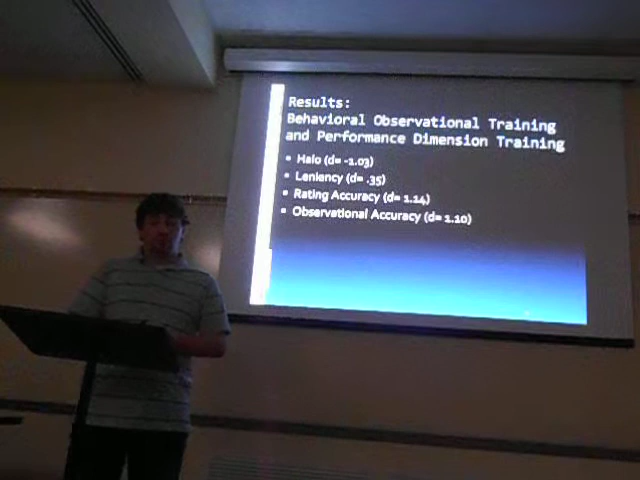 Results:
Behavioral Observational Training
and Performance Dimension Training
• Halo (d= -1.03)
• Leniency (d= .35)
• Rating Accuracy (d= 1.14)
• Observational Accuracy (d= 1.10)